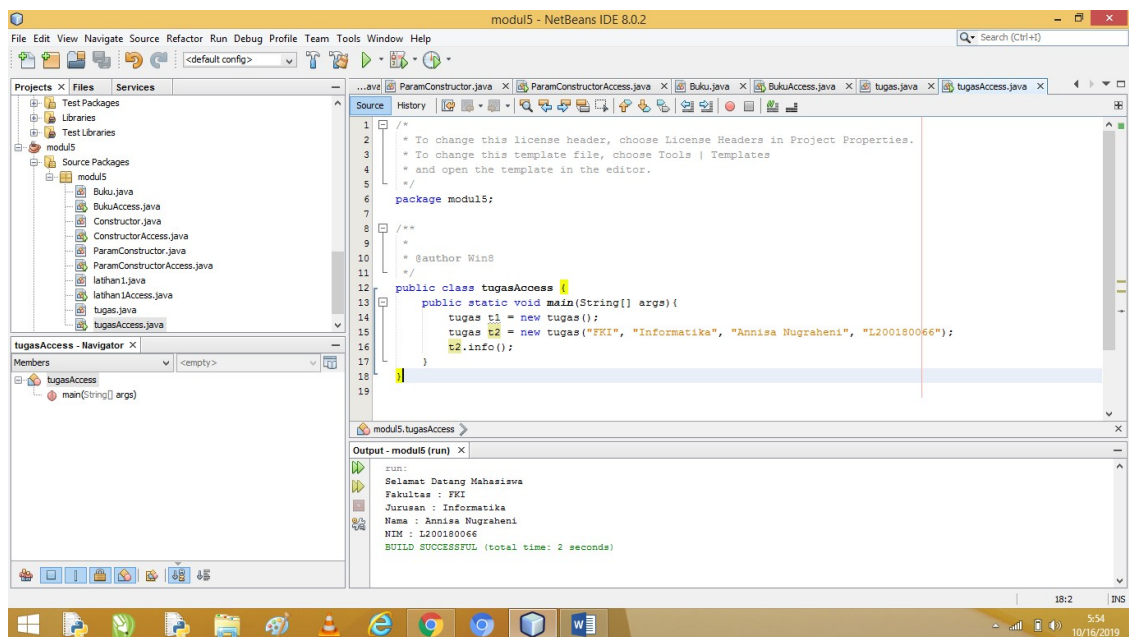 modul5 - NetBeans IDE 8.0.2
File Edit View Navigate Source Refactor Run Debug Profile Team Tools Window Help
Search (Ctrl+I)
<default config>
Projects Files Services
Test Packages
Libraries
Test Libraries
modul5
Source Packages
modul5
Buku.java
BukuAccess.java
Constructor.java
ConstructorAccess.java
ParamConstructor.java
ParamConstructorAccess.java
latihan1.java
latihan1Access.java
tugas.java
tugasAccess.java
tugasAccess - Navigator
Members <empty>
tugasAccess
main(String[] args)
...ava ParamConstructor.java ParamConstructorAccess.java Buku.java BukuAccess.java tugas.java tugasAccess.java
Source History
1 /*
2 * To change this license header, choose License Headers in Project Properties.
3 * To change this template file, choose Tools | Templates
4 * and open the template in the editor.
5 */
6 package modul5;
7
8 /**
9 *
10 * @author Win8
11 */
12 public class tugasAccess {
13 public static void main(String[] args){
14 tugas t1 = new tugas();
15 tugas t2 = new tugas("FKI", "Informatika", "Annisa Nugraheni", "L200180066");
16 t2.info();
17 }
18 }
19
modul5.tugasAccess
Output - modul5 (run)
run:
Selamat Datang Mahasiswa
Fakultas : FKI
Jurusan : Informatika
Nama : Annisa Nugraheni
NIM : L200180066
BUILD SUCCESSFUL (total time: 2 seconds)
18:2 INS
5:54
10/16/2019